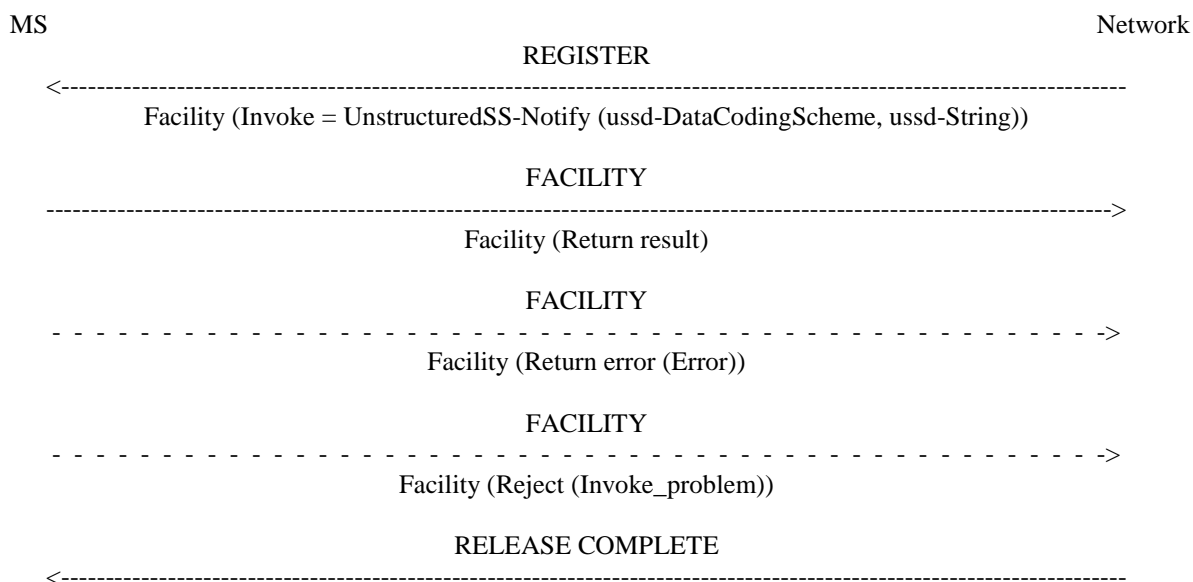 MS Network
REGISTER
<------------------------------------------------------------------------------------------------------------------------
Facility (Invoke = UnstructuredSS-Notify (ussd-DataCodingScheme, ussd-String))
FACILITY
------------------------------------------------------------------------------------------------------------------------>
Facility (Return result)
FACILITY
- - - - - - - - - - - - - - - - - - - - - - - - - - - - - - - - - - - - - - - - - - - - - - - - - - - - - - - - - ->
Facility (Return error (Error))
FACILITY
- - - - - - - - - - - - - - - - - - - - - - - - - - - - - - - - - - - - - - - - - - - - - - - - - - - - - - - - - ->
Facility (Reject (Invoke_problem))
RELEASE COMPLETE
<------------------------------------------------------------------------------------------------------------------------